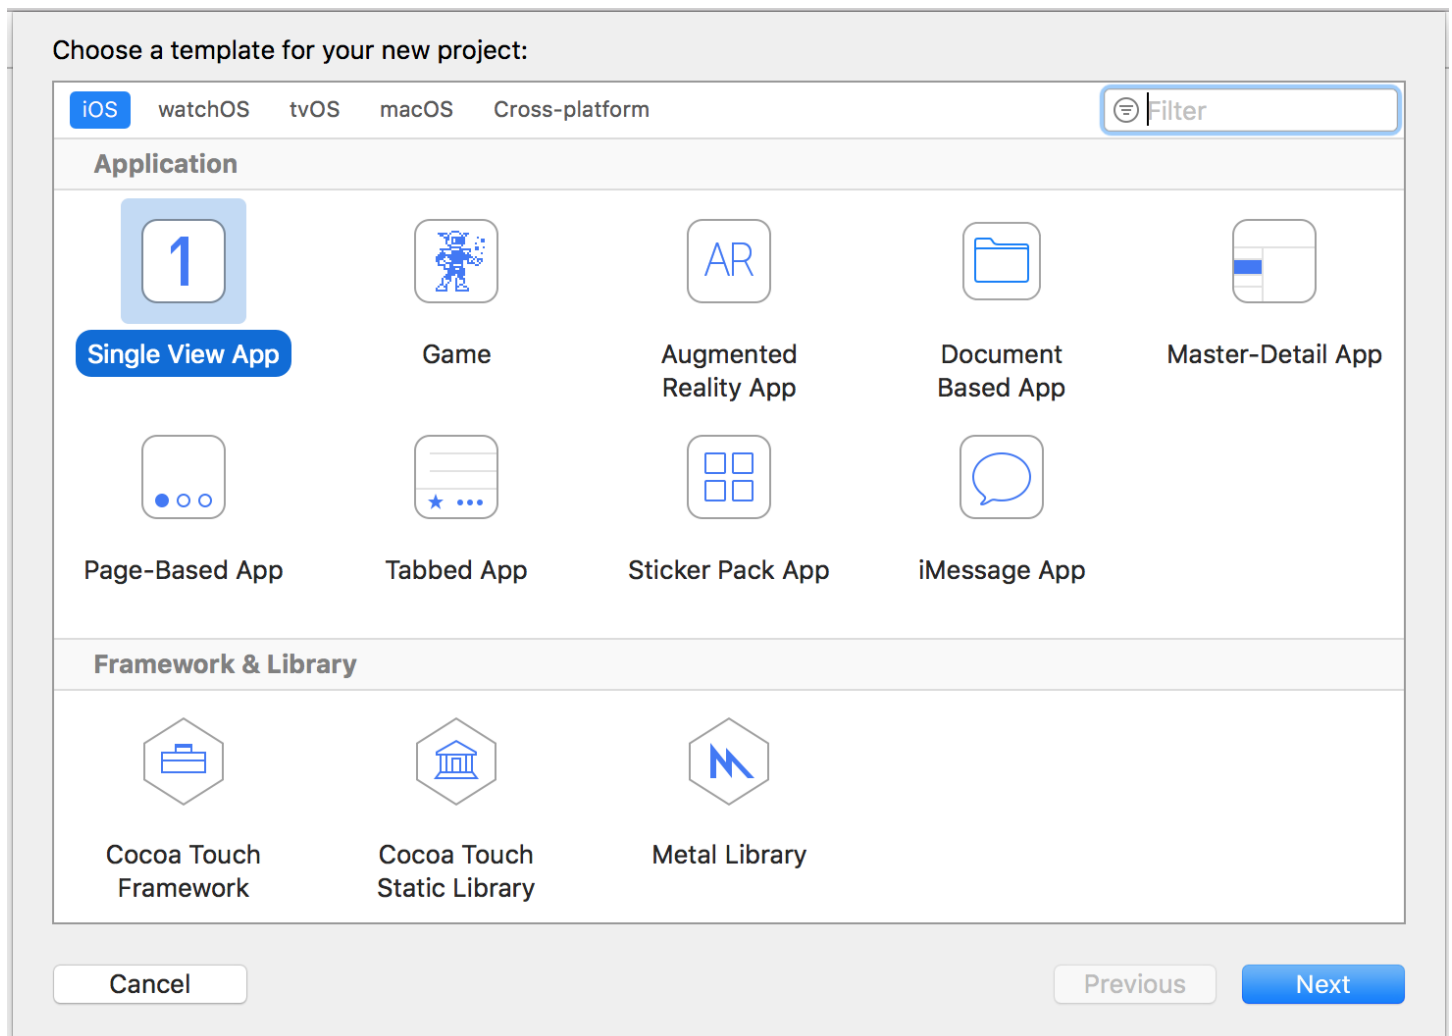 Choose a template for your new project:
iOS watchOS tvOS macOS Cross-platform Filter
Application
1 AR
Single View App Game Augmented Reality App Document Based App Master-Detail App
Page-Based App Tabbed App Sticker Pack App iMessage App
Framework & Library
Cocoa Touch Framework Cocoa Touch Static Library Metal Library
Cancel Previous Next